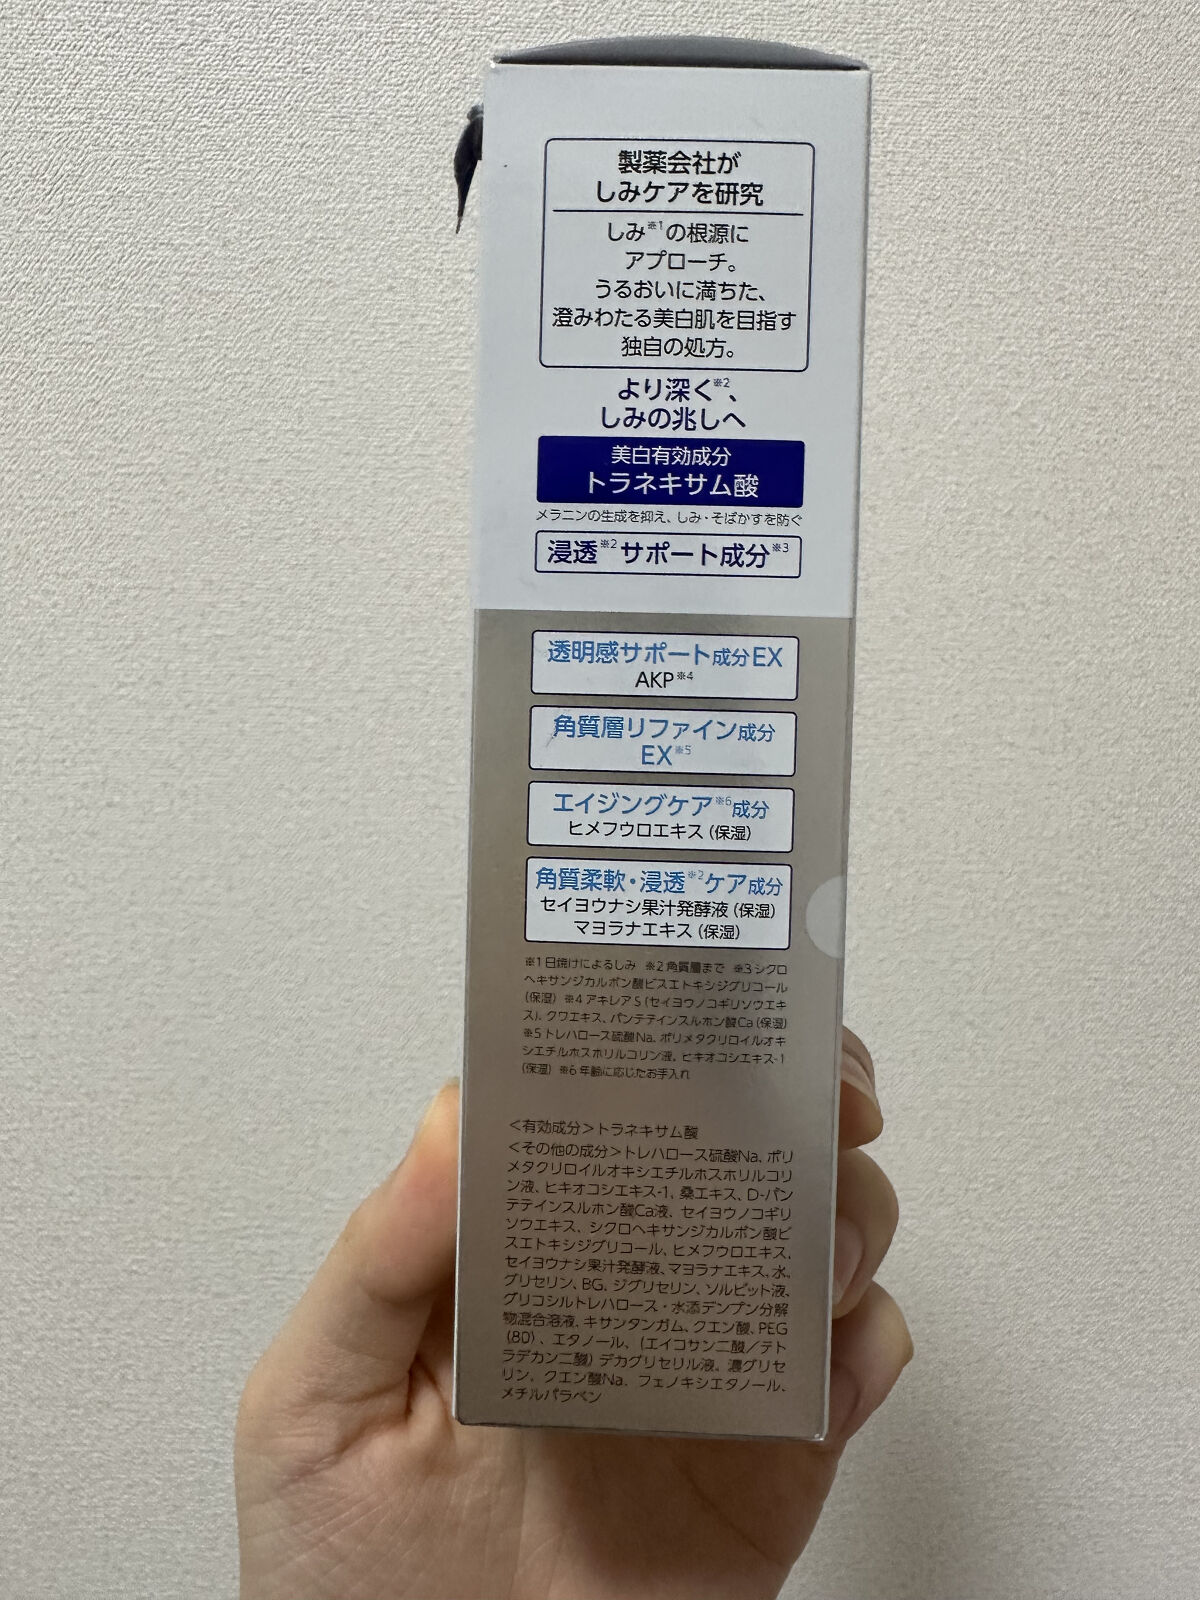 製薬会社が
しみケアを研究
しみ※1の根源に
アプローチ。
うるおいに満ちた、
澄みわたる美白肌を目指す
独自の処方。
より深く※2、
しみの兆しへ
美白有効成分
トラネキサム酸
メラニンの生成を抑え、しみ・そばかすを防ぐ
浸透※2サポート成分※3
透明感サポート成分EX
AKP※4
角質層リファイン成分
EX※5
エイジングケア※6成分
ヒメフウロエキス(保湿)
角質柔軟・浸透※2ケア成分
セイヨウナシ果汁発酵液(保湿)
マヨラナエキス(保湿)
※1日焼けによるしみ ※2角質層まで ※3シクロ
ヘキサンジカルボン酸ビスエトキシジグリコール
(保湿) ※4アキレアS(セイヨウノコギリソウエキ
ス)、クワエキス、パンテテインスルホン酸Ca(保湿)
※5トレハロース硫酸Na、ポリメタクリロイルオキ
シエチルホスホリルコリン液、ヒキオコシエキス-1
(保湿) ※6年齢に応じたお手入れ
<有効成分>トラネキサム酸
<その他の成分>トレハロース硫酸Na、ポリ
メタクリロイルオキシエチルホスホリルコリ
ン液、ヒキオコシエキス-1、桑エキス、D-パン
テテインスルホン酸Ca液、セイヨウノコギリ
ソウエキス、シクロヘキサンジカルボン酸ビ
スエトキシジグリコール、ヒメフウロエキス、
セイヨウナシ果汁発酵液、マヨラナエキス、水、
グリセリン、BG、ジグリセリン、ソルビット液、
グリコシルトレハロース・水添デンプン分解
物混合溶液、キサンタンガム、クエン酸、PEG
(80)、エタノール、(エイコサン二酸/テト
ラデカン二酸)デカグリセリル液、濃グリセ
リン、クエン酸Na、フェノキシエタノール、
メチルパラベン